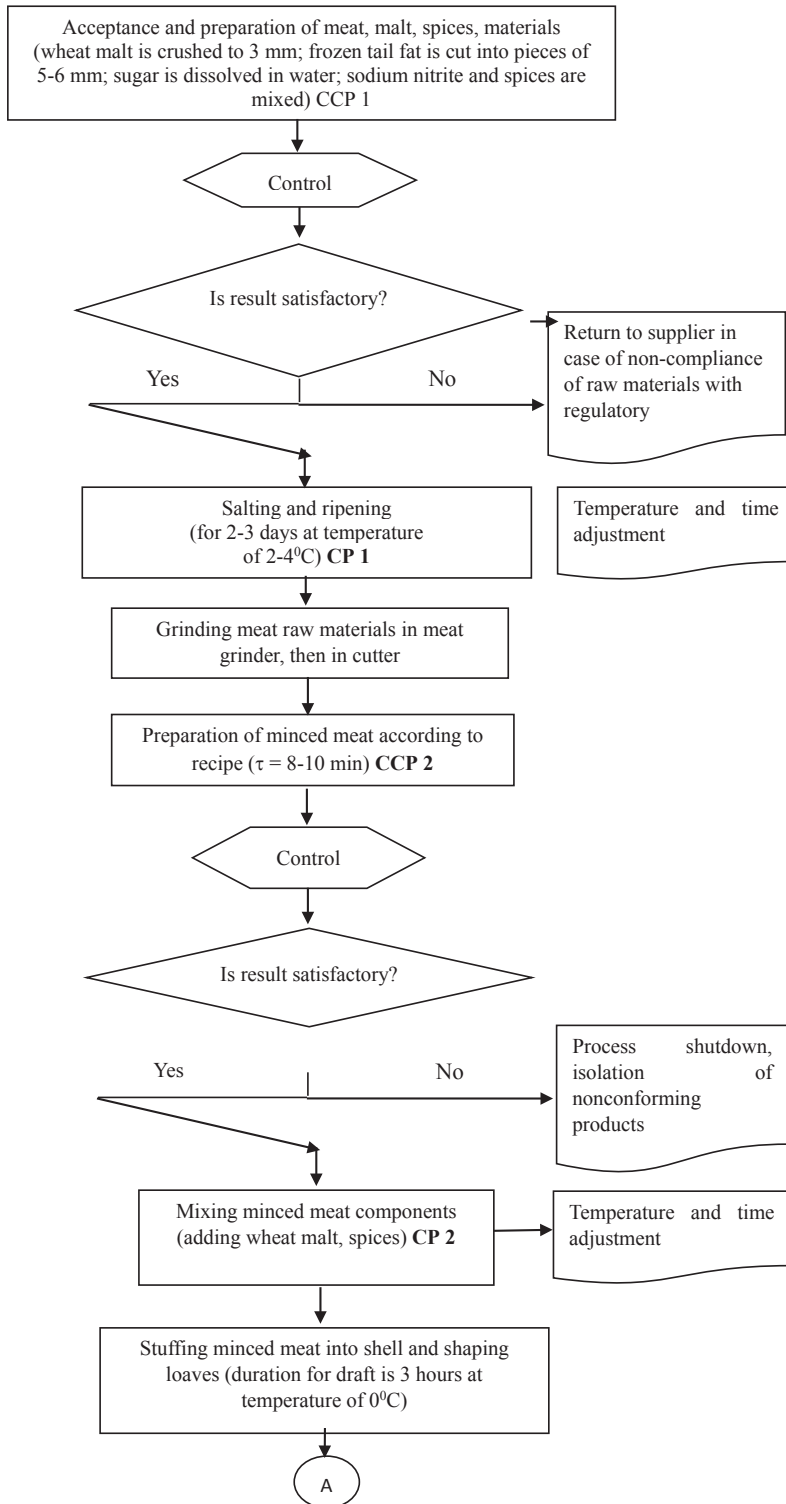 Acceptance and preparation of meat, malt, spices, materials
(wheat malt is crushed to 3 mm; frozen tail fat is cut into pieces of
5-6 mm; sugar is dissolved in water; sodium nitrite and spices are
mixed) CCP 1
Control
Is result satisfactory?
Return to supplier in
case of non-compliance
of raw materials with
regulatory
Yes
No
Salting and ripening
(for 2-3 days at temperature
of 2-4⁰C) CP 1
Temperature and time
adjustment
Grinding meat raw materials in meat
grinder, then in cutter
Preparation of minced meat according to
recipe (τ = 8-10 min) CCP 2
Control
Is result satisfactory?
Yes
No
Process shutdown,
isolation of
nonconforming
products
Mixing minced meat components
(adding wheat malt, spices) CP 2
Temperature and time
adjustment
Stuffing minced meat into shell and shaping
loaves (duration for draft is 3 hours at
temperature of 0⁰C)
A